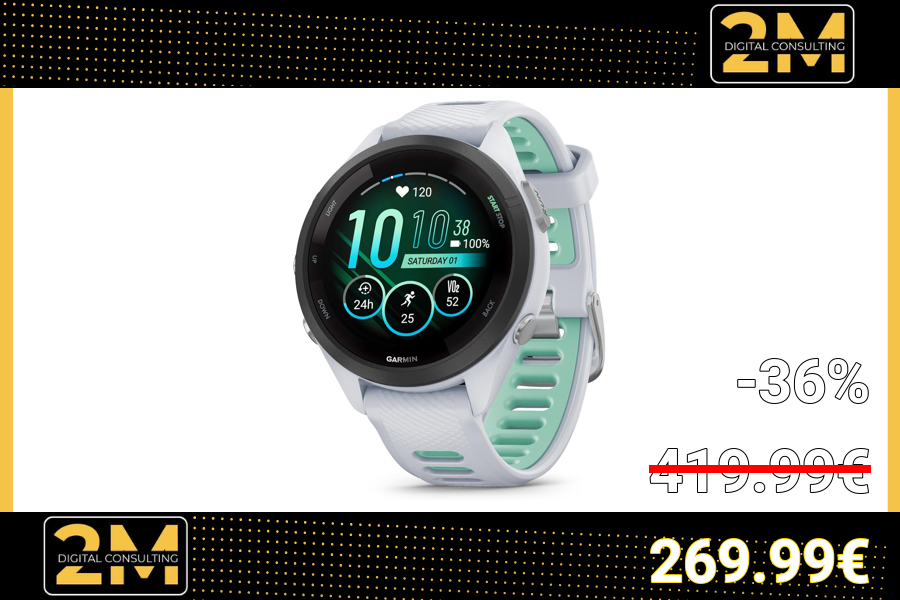 2M
DIGITAL CONSULTING
LIGHT
120
START STOP
10 10 38
100%
SATURDAY 01
UP
24h
25
VO2
52
DOWN
BACK
GARMIN
-36%
419.99€
2M
DIGITAL CONSULTING
269.99€